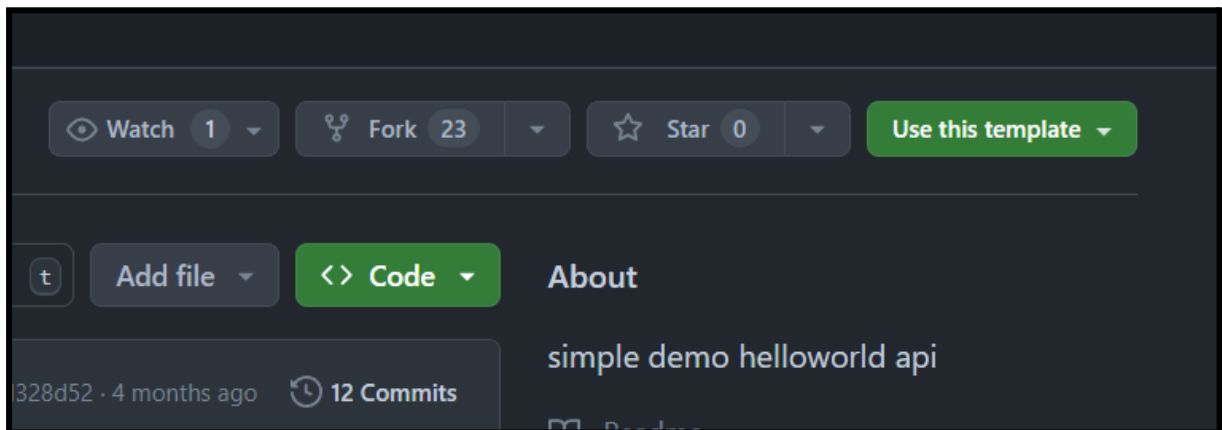 Watch 1 Fork 23 Star 0 Use this template
t Add file <> Code About
simple demo helloworld api
328d52 · 4 months ago 12 Commits
Readme